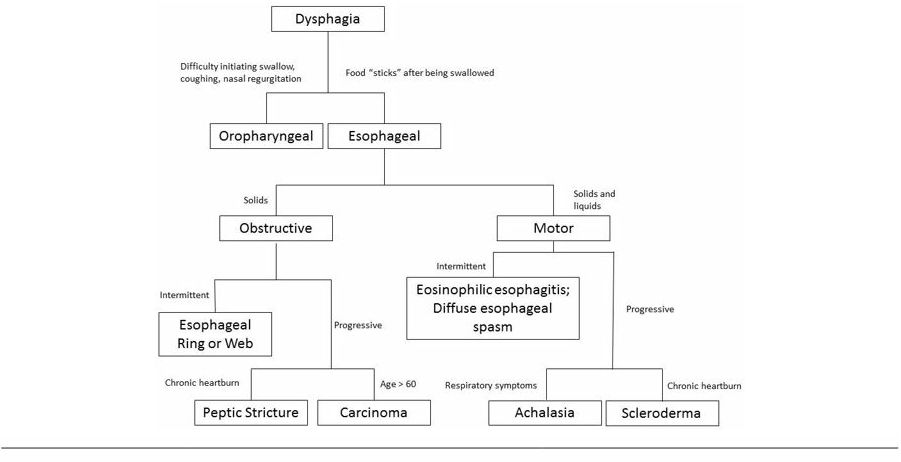 Dysphagia
Difficulty initiating swallow,
coughing, nasal regurgitation
Food “sticks” after being swallowed
Oropharyngeal
Esophageal
Solids
Solids and
liquids
Obstructive
Motor
Intermittent
Intermittent
Eosinophilic esophagitis;
Diffuse esophageal
spasm
Esophageal
Ring or Web
Progressive
Progressive
Chronic heartburn
Age > 60
Respiratory symptoms
Chronic heartburn
Peptic Stricture
Carcinoma
Achalasia
Scleroderma